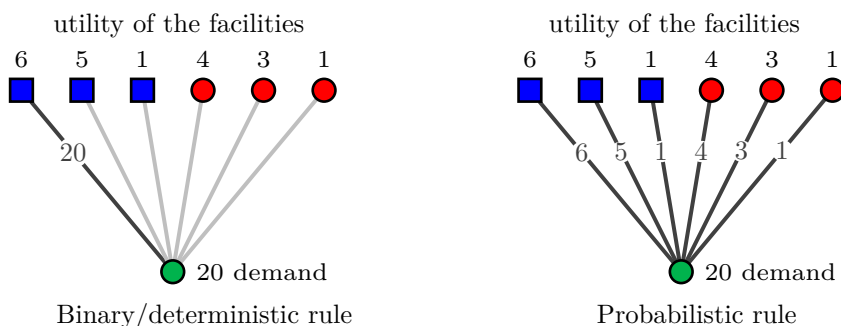 utility of the facilities
6 5 1 4 3 1
20
20 demand
Binary/deterministic rule
utility of the facilities
6 5 1 4 3 1
6 5 1 4 3 1
20 demand
Probabilistic rule